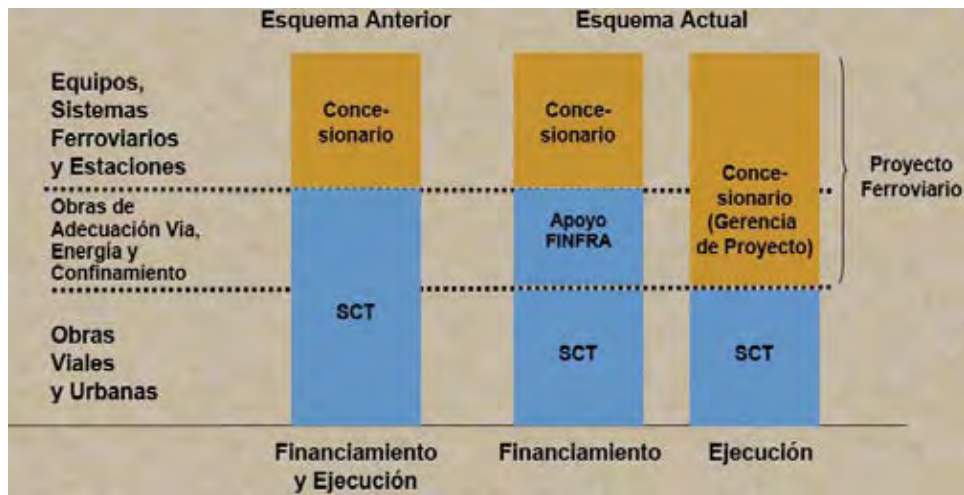 Esquema Anterior
Esquema Actual
Equipos,
Sistemas
Ferroviarios
y Estaciones
Conce-
sionario
Conce-
sionario
Conce-
sionario
(Gerencia
de Proyecto)
Proyecto
Ferroviario
Obras de
Adecuación Via,
Energía y
Confinamiento
Apoyo
FINFRA
SCT
Obras
Viales
y Urbanas
SCT
SCT
Financiamiento
y Ejecución
Financiamiento
Ejecución